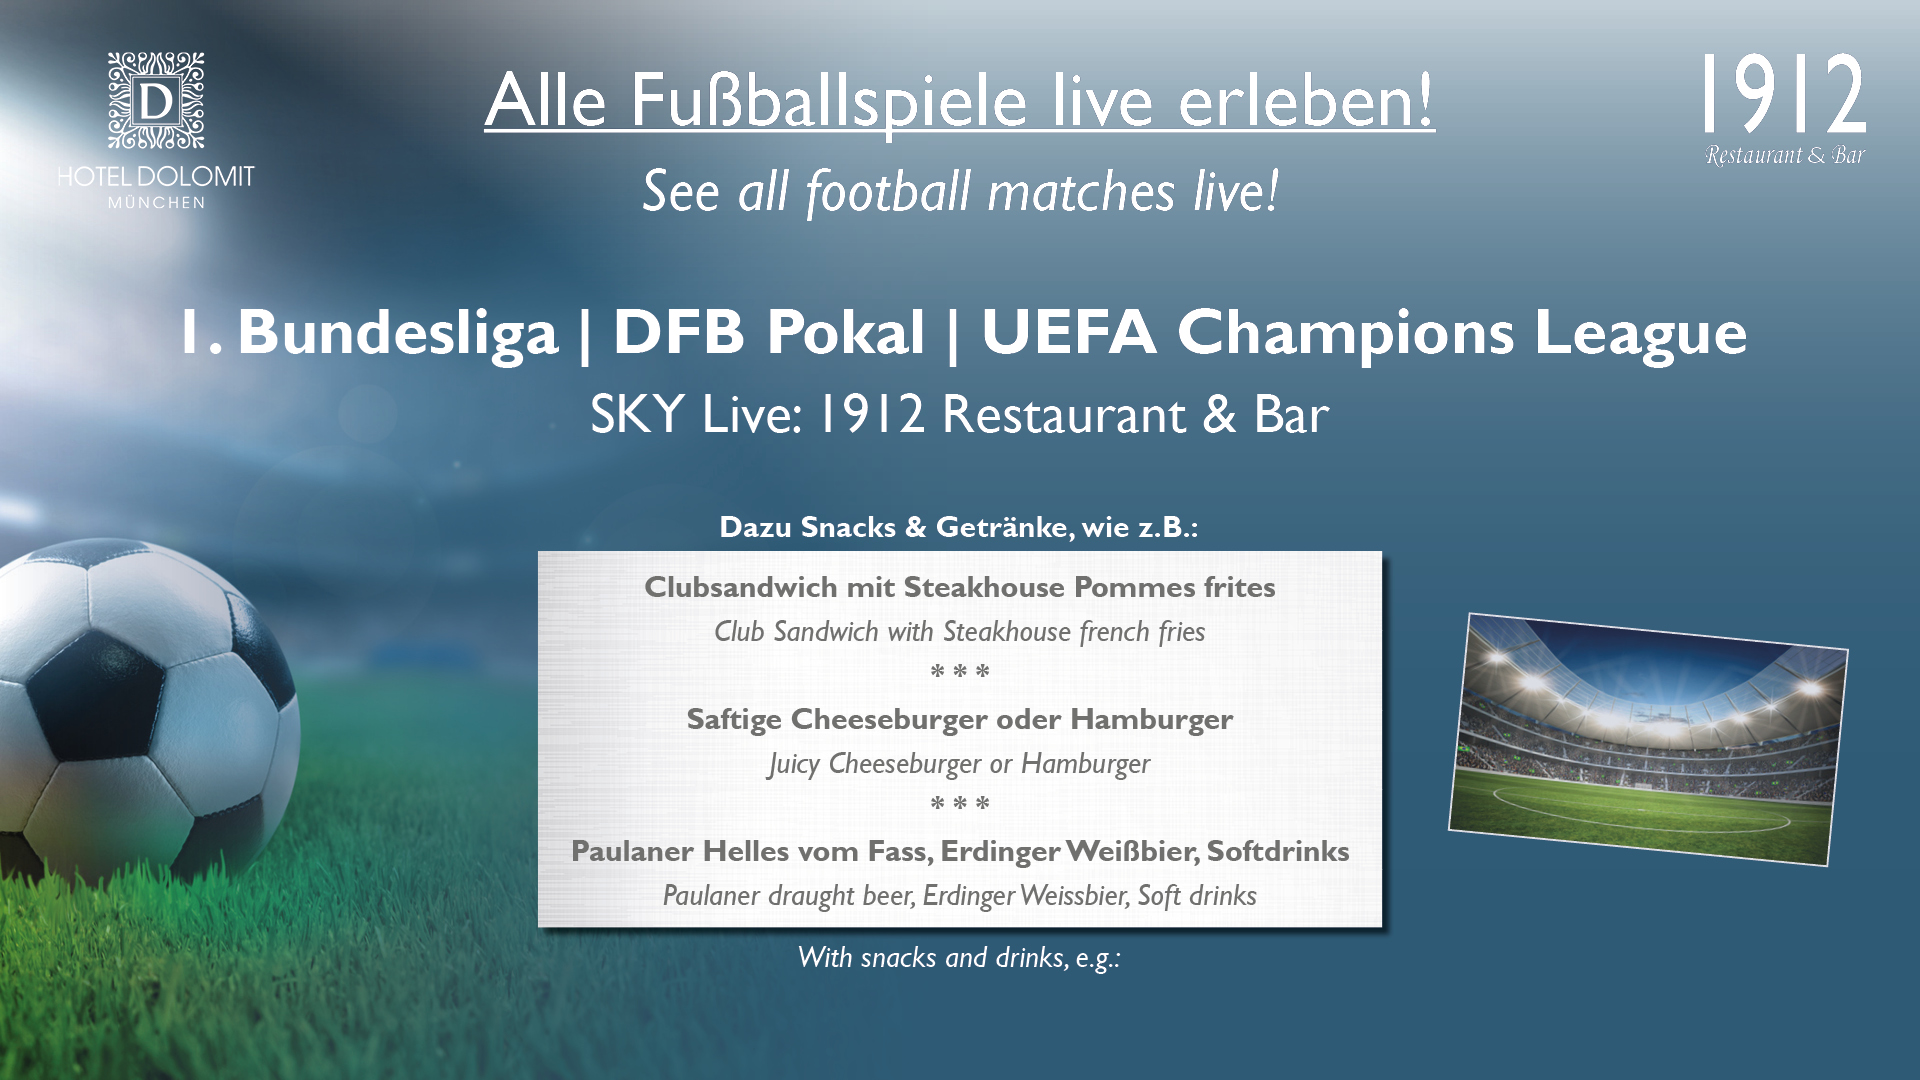 D
HOTEL DOLOMIT
MÜNCHEN
Alle Fußballspiele live erleben!
See all football matches live!
1912
Restaurant & Bar
1. Bundesliga | DFB Pokal | UEFA Champions League
SKY Live: 1912 Restaurant & Bar
Dazu Snacks & Getränke, wie z.B.:
Clubsandwich mit Steakhouse Pommes frites
Club Sandwich with Steakhouse french fries
* * *
Saftige Cheeseburger oder Hamburger
Juicy Cheeseburger or Hamburger
* * *
Paulaner Helles vom Fass, Erdinger Weißbier, Softdrinks
Paulaner draught beer, Erdinger Weissbier, Soft drinks
With snacks and drinks, e.g.: